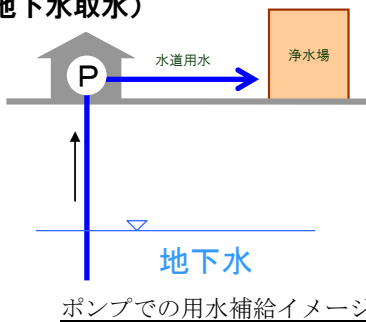 地下水取水）
水道用水
浄水場
P
地下水
ポンプでの用水補給イメージ